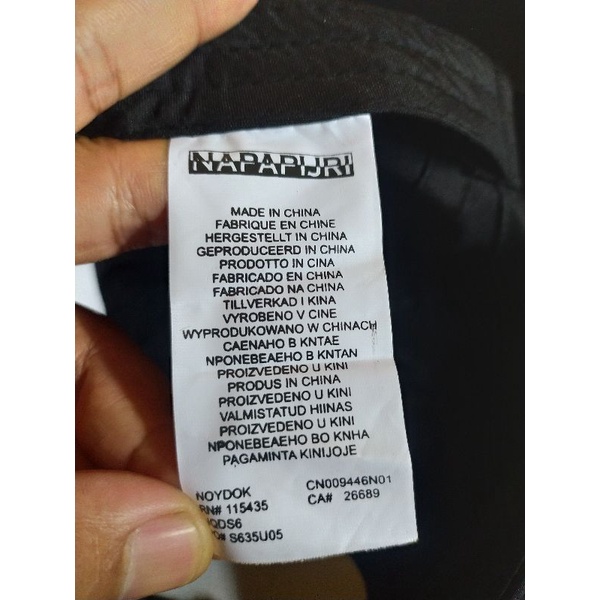 NAPAPIJRI
MADE IN CHINA
FABRIQUE EN CHINE
HERGESTELLT IN CHINA
GEPRODUCEERD IN CHINA
PRODOTTO IN CINA
FABRICADO EN CHINA
FABRICADO NA CHINA
TILLVERKAD I KINA
VYROBENO V CINE
WYPRODUKOWANO W CHINACH
CAEHAHO B KNTAE
NPONEBEAEHO B KNTAN
PROIZVEDENO U KINI
PRODUS IN CHINA
PROIZVEDENO U KINI
VALMISTATUD HIINAS
PROIZVEDENO U KINI
NPONEBEAEHO BO KNHA
PAGAMINTA KINIJOJE
NOYDOK CN009446N01
RN# 115435 CA# 26689
S635U05